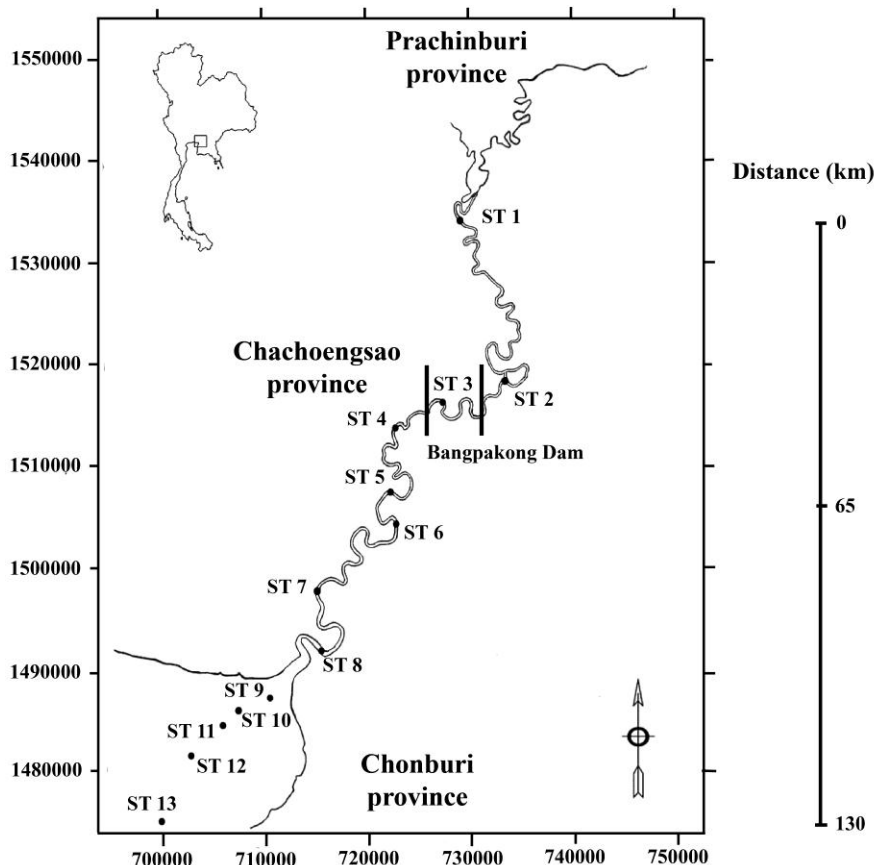 Prachinburi
province
1550000
1540000
1530000
1520000
1510000
1500000
1490000
1480000
Distance (km)
0
65
130
ST 1
Chachoengsao
province
ST 3
ST 2
ST 4
Bangpakong Dam
ST 5
ST 6
ST 7
ST 8
ST 9
ST 10
ST 11
ST 12
ST 13
Chonburi
province
700000
710000
720000
730000
740000
750000